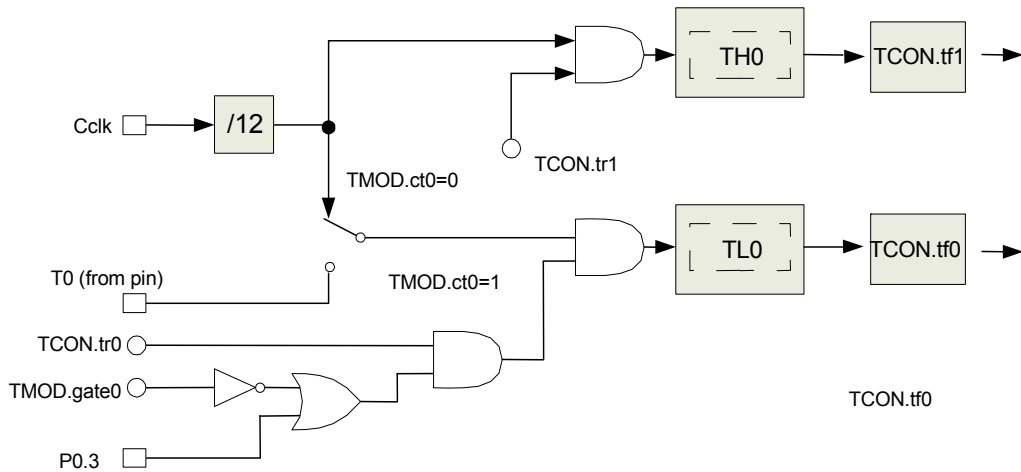 TH0
TCON.tf1
Cclk
/12
TCON.tr1
TMOD.ct0=0
TL0
TCON.tf0
T0 (from pin)
TMOD.ct0=1
TCON.tr0
TMOD.gate0
TCON.tf0
P0.3